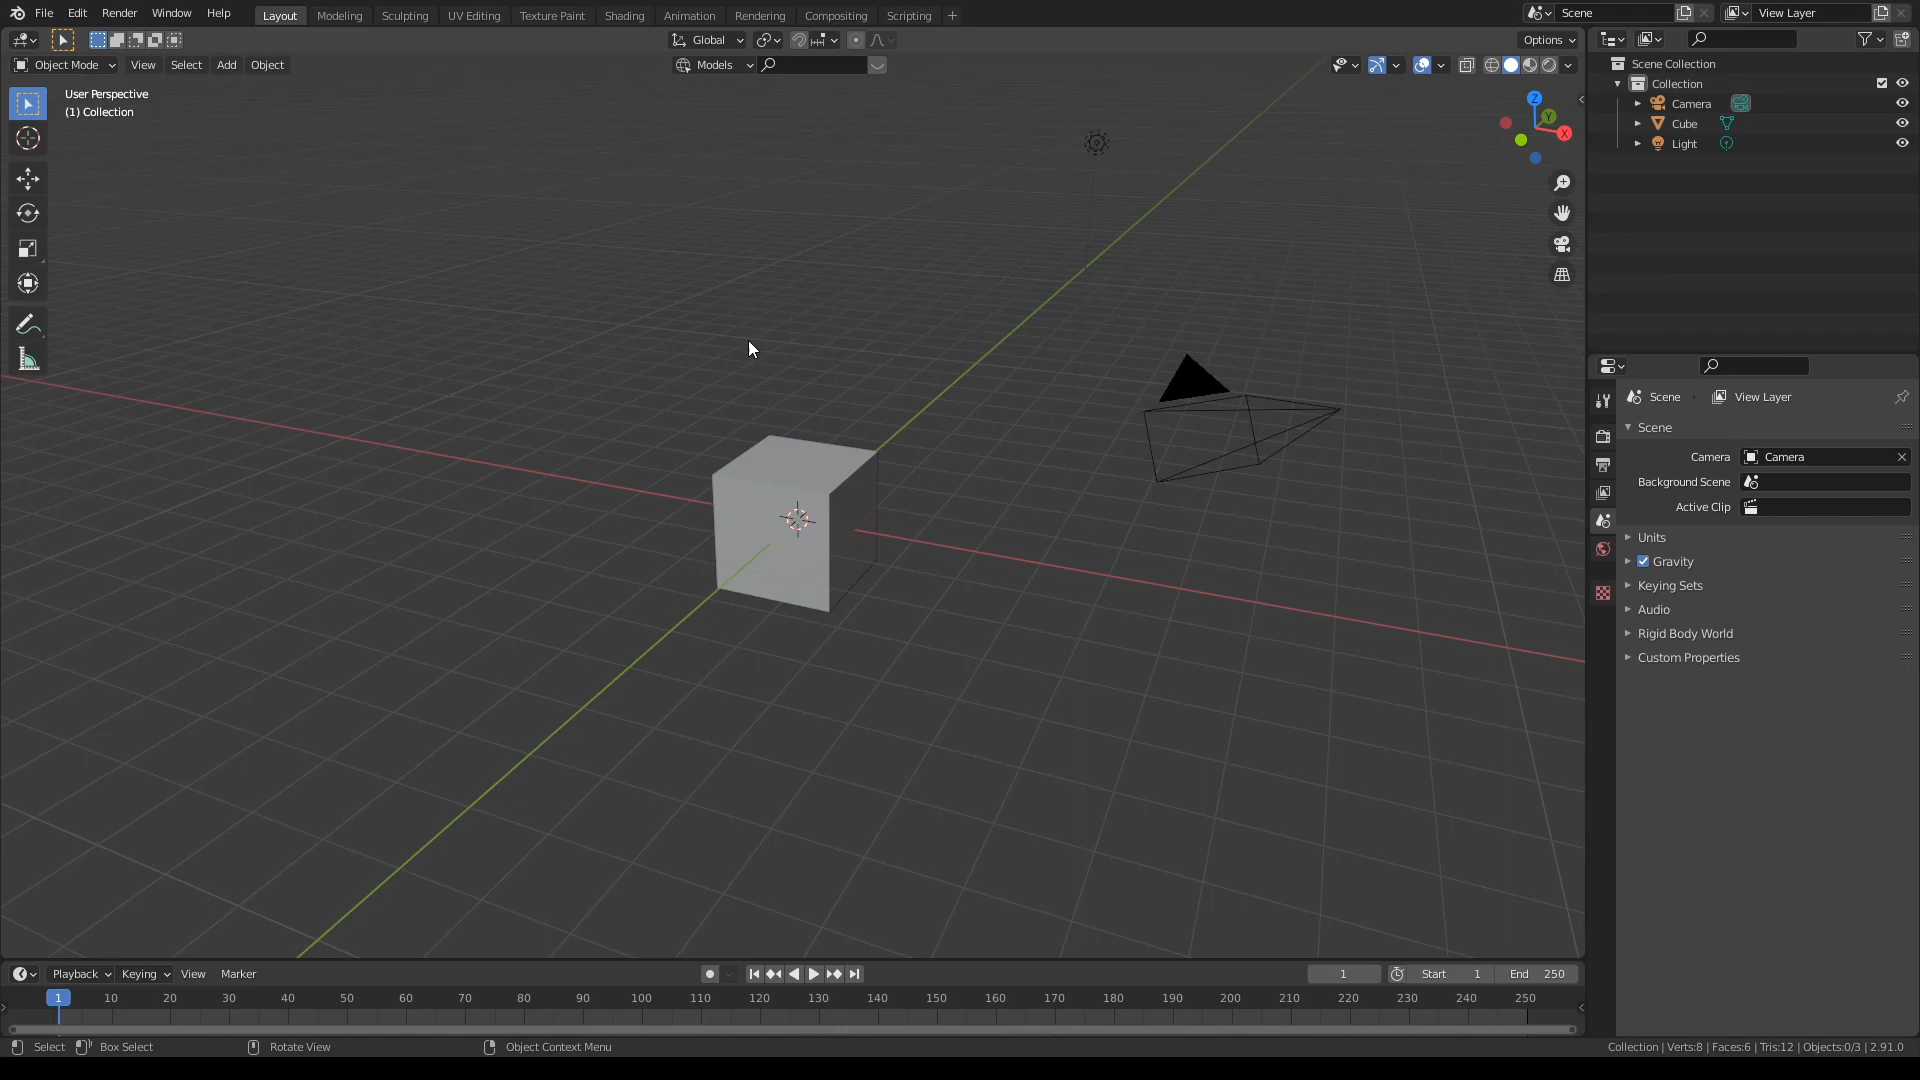 File Edit Render Window Help Layout Modeling Sculpting UV Editing Texture Paint Shading Animation Rendering Compositing Scripting + Scene View Layer
Global Options
Object Mode View Select Add Object Models
User Perspective
(1) Collection
Z
Y
X
Scene Collection
Collection
Camera
Cube
Light
Scene View Layer
Scene
Camera Camera
Background Scene
Active Clip
Units
Gravity
Keying Sets
Audio
Rigid Body World
Custom Properties
Playback Keying View Marker 1 Start 1 End 250
1 10 20 30 40 50 60 70 80 90 100 110 120 130 140 150 160 170 180 190 200 210 220 230 240 250
Select Box Select Rotate View Object Context Menu Collection | Verts:8 | Faces:6 | Tris:12 | Objects:0/3 | 2.91.0